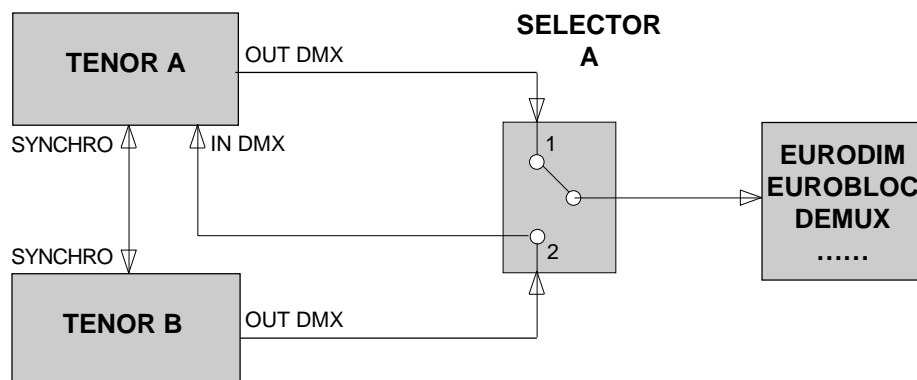 SELECTOR
A
TENOR A
OUT DMX
SYNCHRO
IN DMX
1
EURODIM
EUROBLOC
DEMUX
......
2
SYNCHRO
TENOR B
OUT DMX